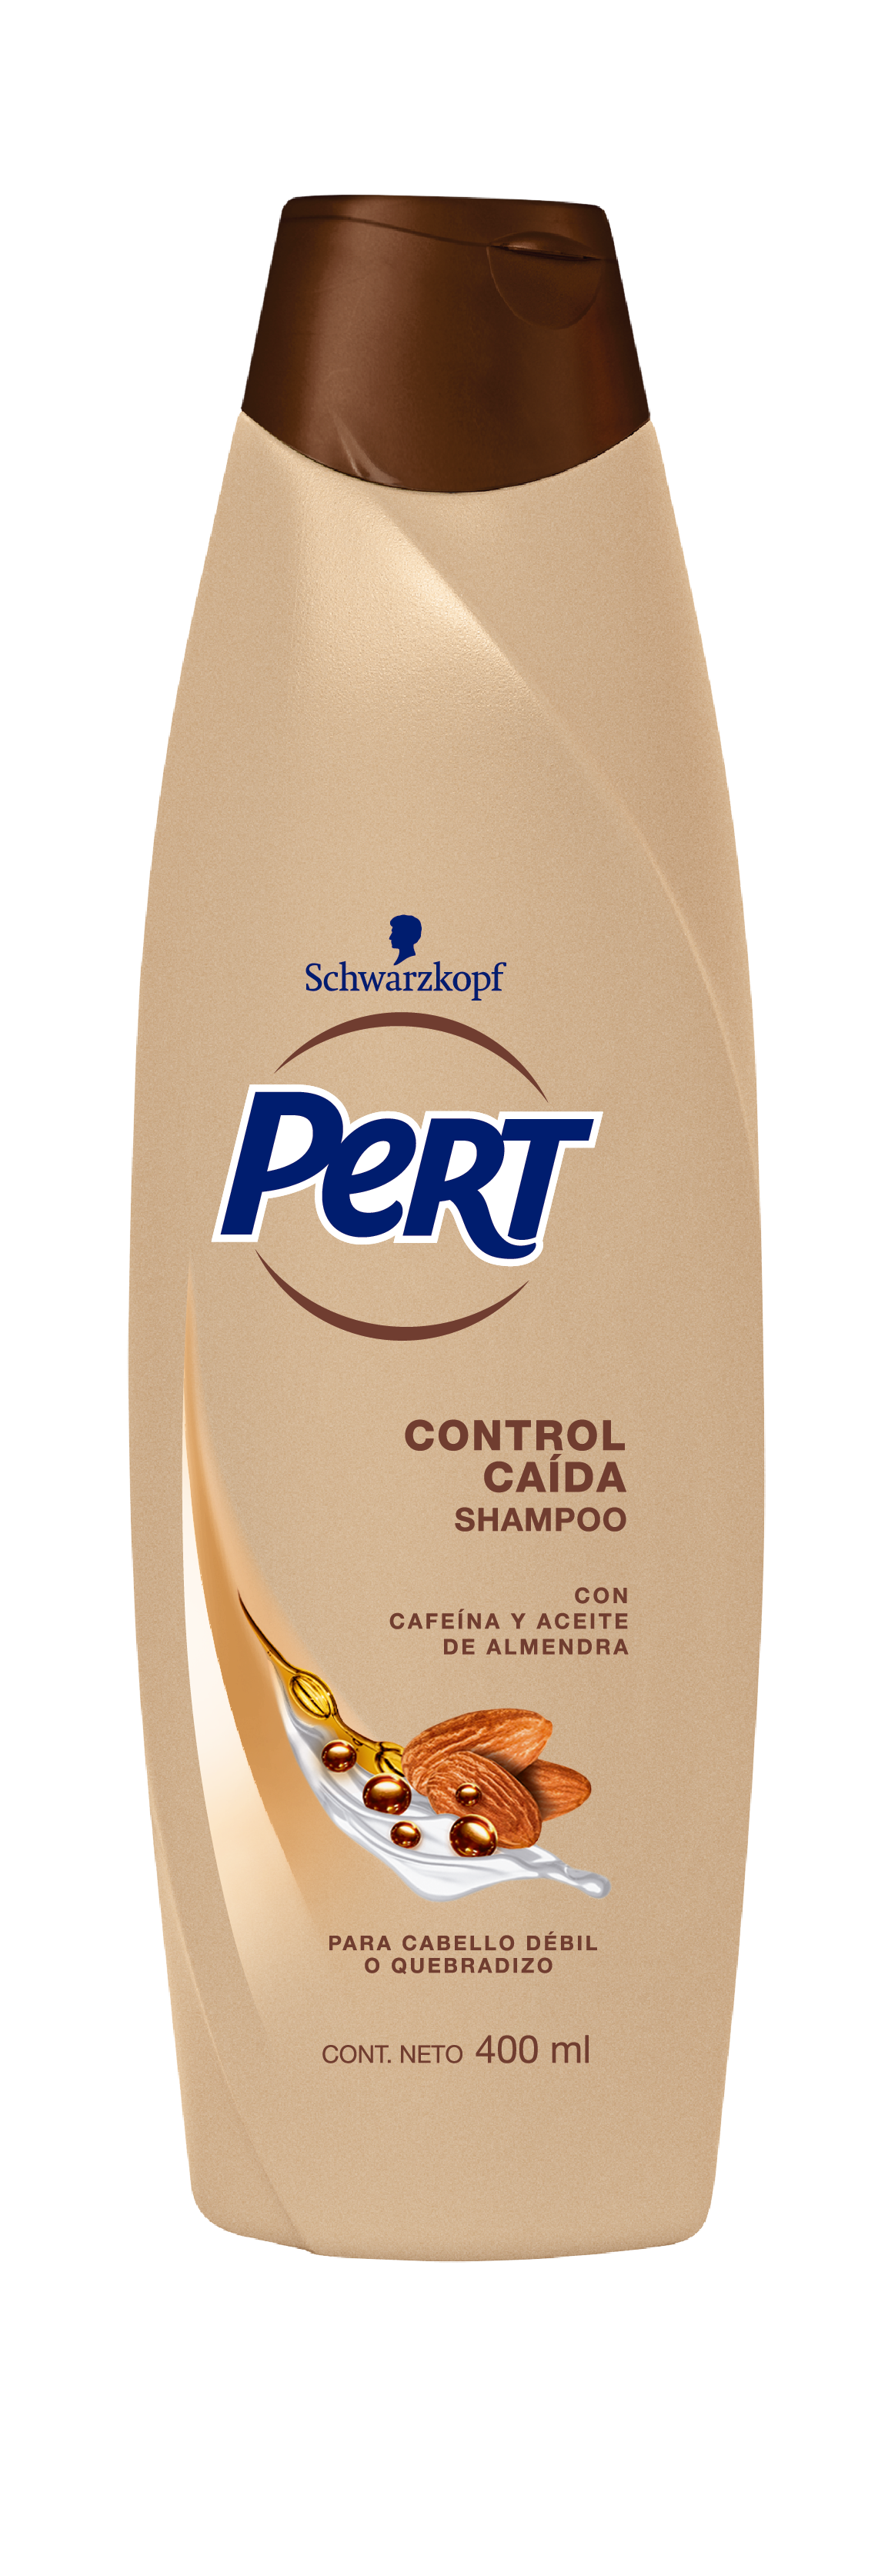 Schwarzkopf
PERT
CONTROL
CAÍDA
SHAMPOO
CON
CAFEÍNA Y ACEITE
DE ALMENDRA
PARA CABELLO DÉBIL
O QUEBRADIZO
CONT. NETO 400 ml